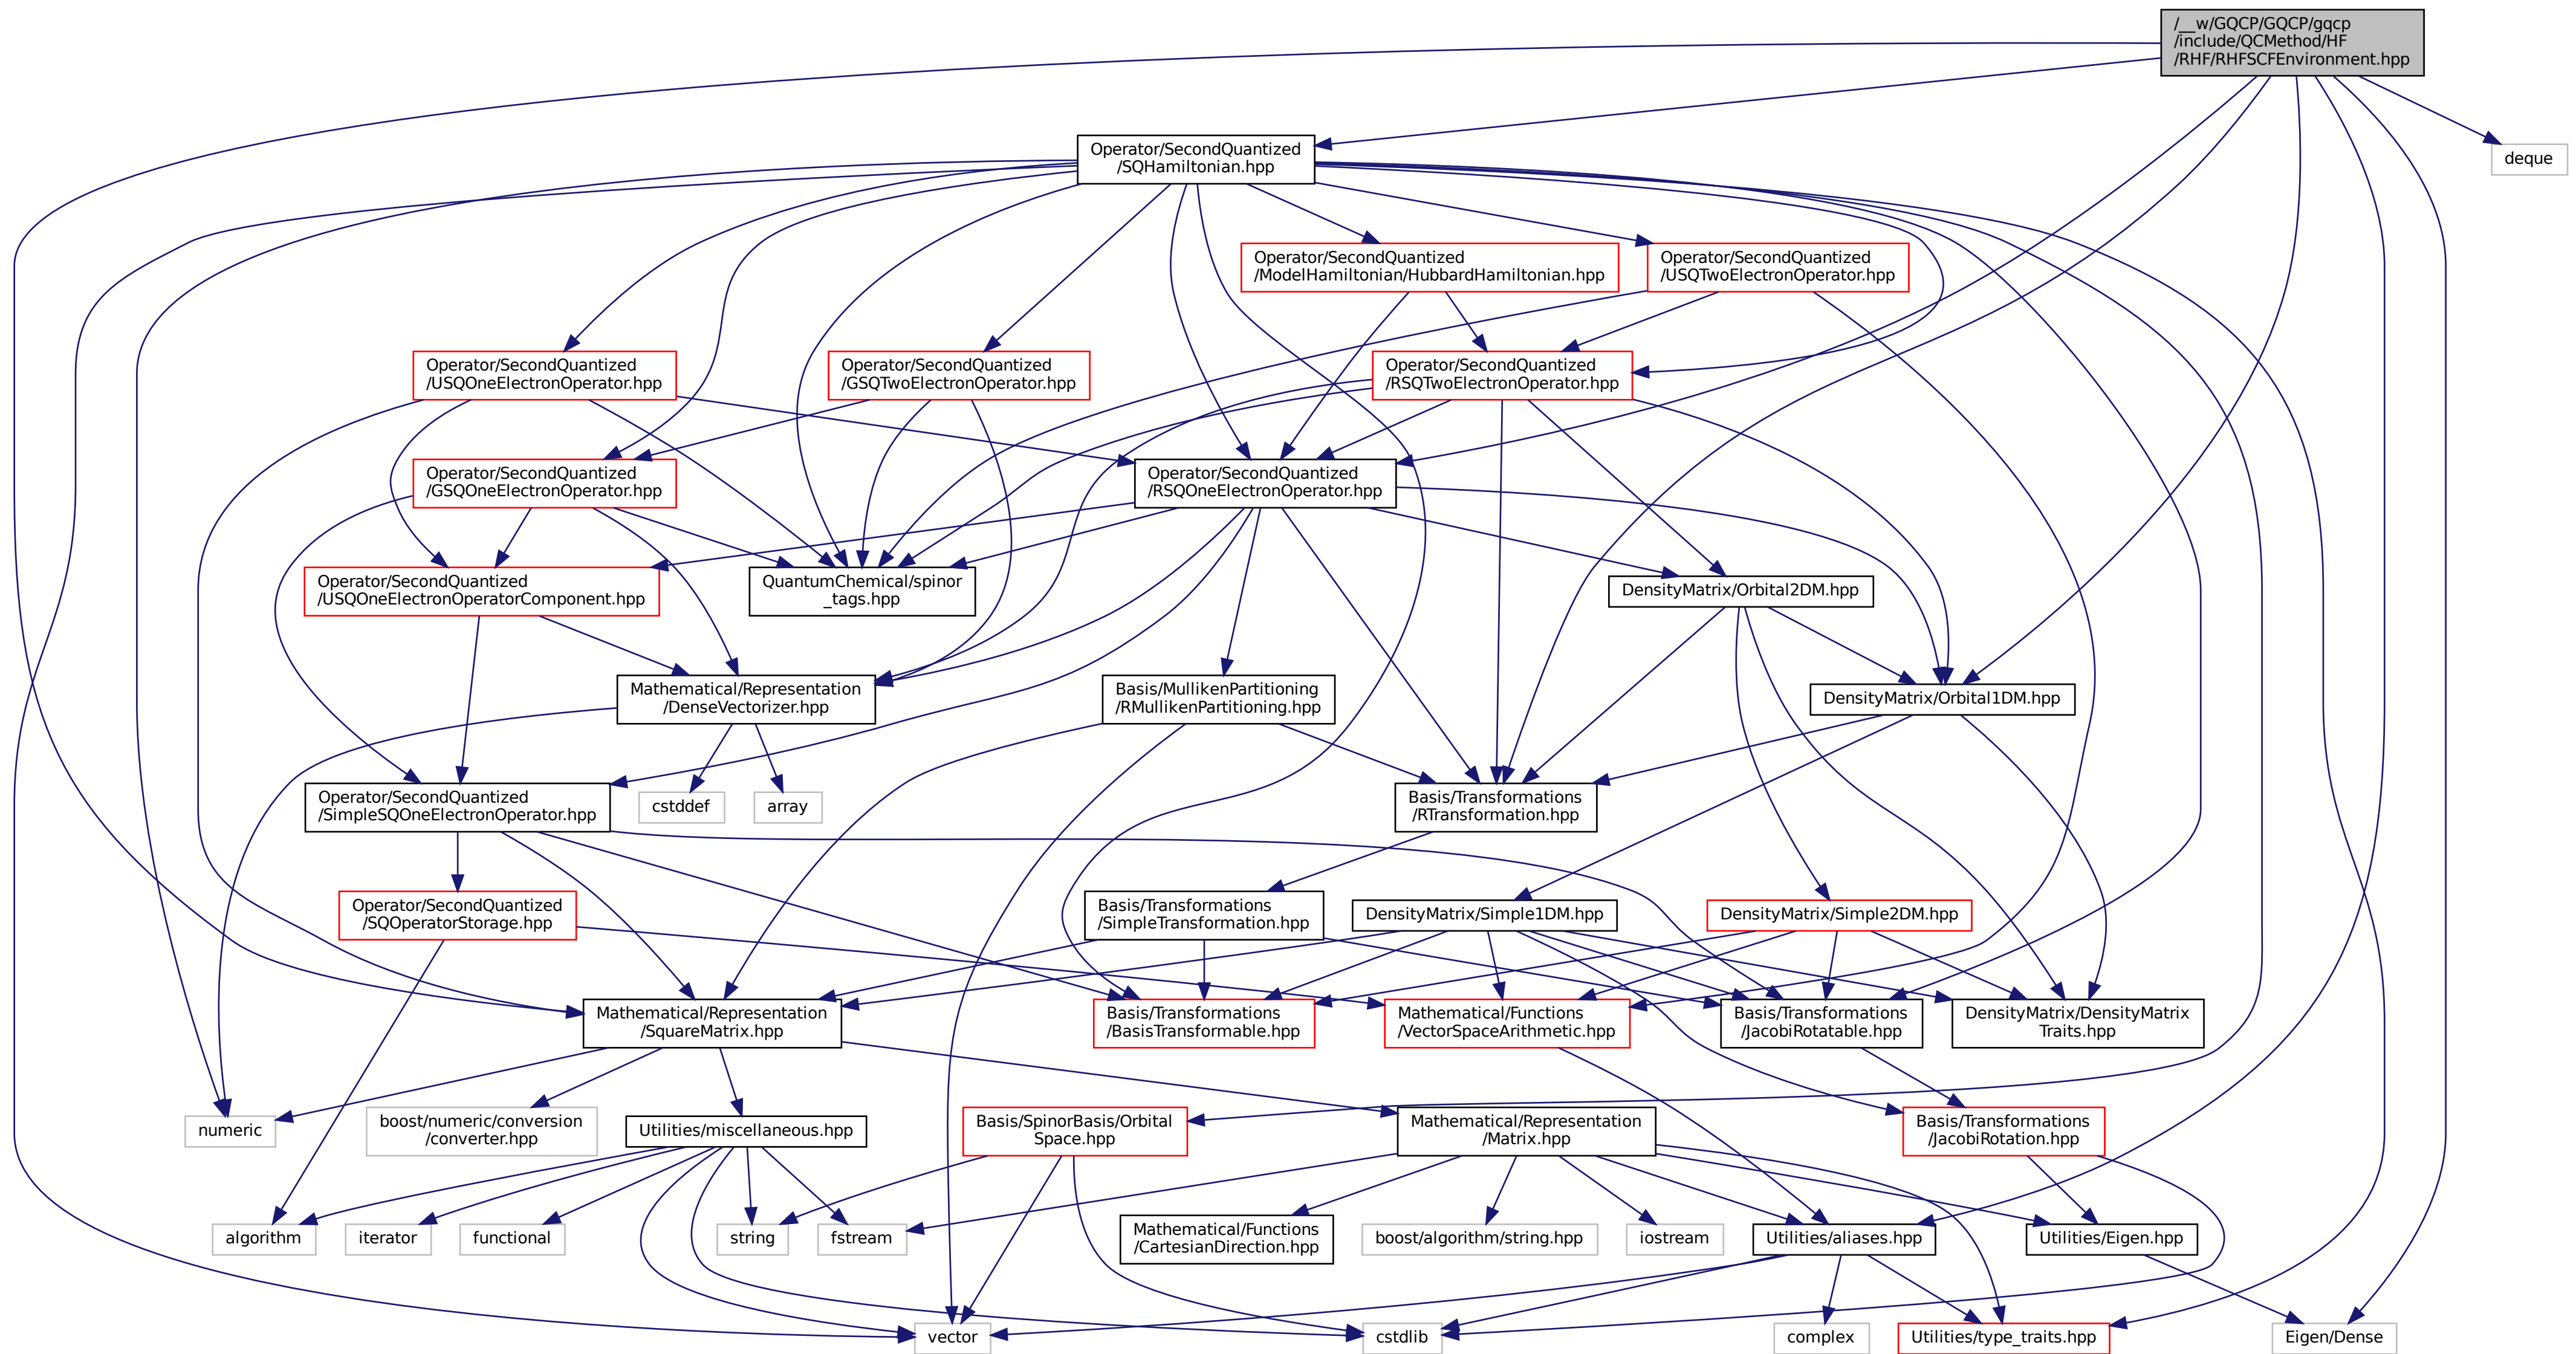 /__w/GQCP/GQCP/gqcp
/include/QCMethod/HF
/RHF/RHFSCFEnvironment.hpp
Operator/SecondQuantized
/SQHamiltonian.hpp
deque
Operator/SecondQuantized
/ModelHamiltonian/HubbardHamiltonian.hpp
Operator/SecondQuantized
/USQTwoElectronOperator.hpp
Operator/SecondQuantized
/USQOneElectronOperator.hpp
Operator/SecondQuantized
/GSQTwoElectronOperator.hpp
Operator/SecondQuantized
/RSQTwoElectronOperator.hpp
Operator/SecondQuantized
/GSQOneElectronOperator.hpp
Operator/SecondQuantized
/RSQOneElectronOperator.hpp
Operator/SecondQuantized
/USQOneElectronOperatorComponent.hpp
QuantumChemical/spinor
_tags.hpp
DensityMatrix/Orbital2DM.hpp
Mathematical/Representation
/DenseVectorizer.hpp
Basis/MullikenPartitioning
/RMullikenPartitioning.hpp
DensityMatrix/Orbital1DM.hpp
Operator/SecondQuantized
/SimpleSQOneElectronOperator.hpp
cstddef
array
Basis/Transformations
/RTransformation.hpp
Operator/SecondQuantized
/SQOperatorStorage.hpp
Basis/Transformations
/SimpleTransformation.hpp
DensityMatrix/Simple1DM.hpp
DensityMatrix/Simple2DM.hpp
Mathematical/Representation
/SquareMatrix.hpp
Basis/Transformations
/BasisTransformable.hpp
Mathematical/Functions
/VectorSpaceArithmetic.hpp
Basis/Transformations
/JacobiRotatable.hpp
DensityMatrix/DensityMatrix
Traits.hpp
numeric
boost/numeric/conversion
/converter.hpp
Utilities/miscellaneous.hpp
Basis/SpinorBasis/Orbital
Space.hpp
Mathematical/Representation
/Matrix.hpp
Basis/Transformations
/JacobiRotation.hpp
algorithm
iterator
functional
string
fstream
Mathematical/Functions
/CartesianDirection.hpp
boost/algorithm/string.hpp
iostream
Utilities/aliases.hpp
Utilities/Eigen.hpp
vector
cstdlib
complex
Utilities/type_traits.hpp
Eigen/Dense